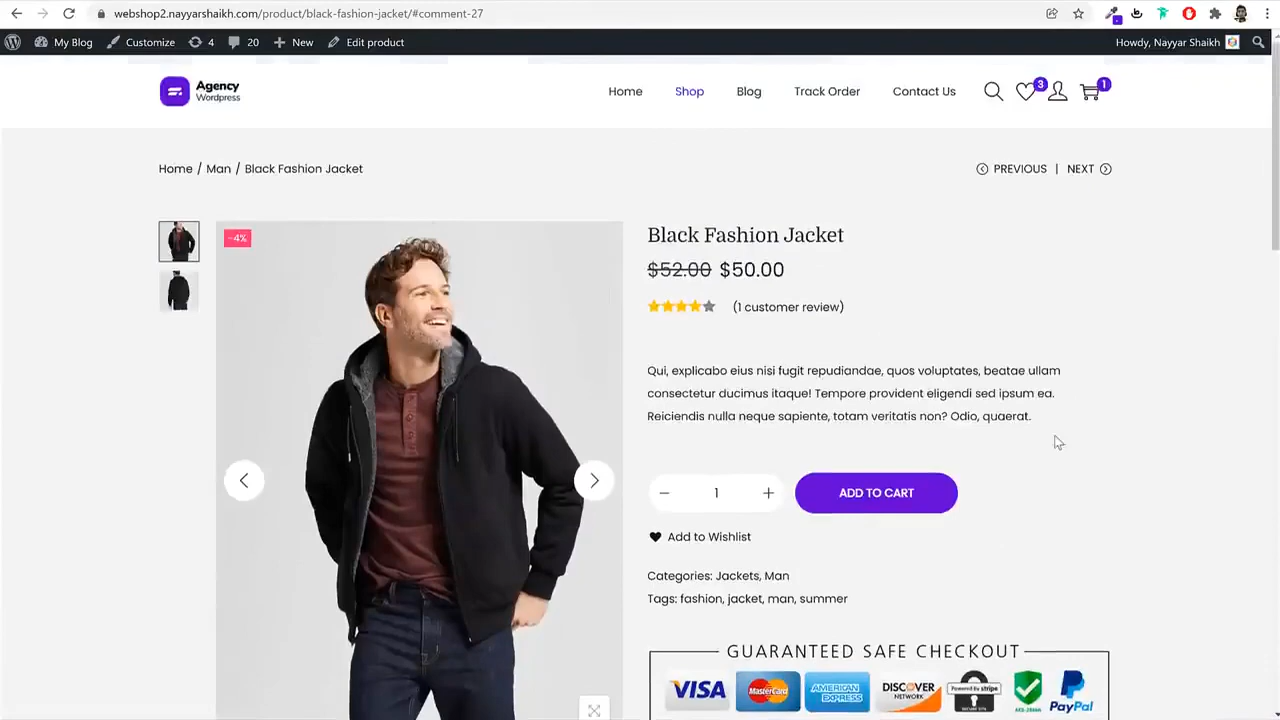 webshop2.nayyarshaikh.com/product/black-fashion-jacket/#comment-27
My Blog Customize 4 20 New Edit product Howdy, Nayyar Shaikh
Agency
Wordpress
Home Shop Blog Track Order Contact Us 3 1
Home / Man / Black Fashion Jacket PREVIOUS | NEXT
-4%
Black Fashion Jacket
$52.00 $50.00
(1 customer review)
Qui, explicabo eius nisi fugit repudiandae, quos voluptates, beatae ullam
consectetur ducimus itaque! Tempore provident eligendi sed ipsum ea.
Reiciendis nulla neque sapiente, totam veritatis non? Odio, quaerat.
1 ADD TO CART
Add to Wishlist
Categories: Jackets, Man
Tags: fashion, jacket, man, summer
GUARANTEED SAFE CHECKOUT
VISA MasterCard AMERICAN EXPRESS DISCOVER NETWORK Powered by stripe PayPal